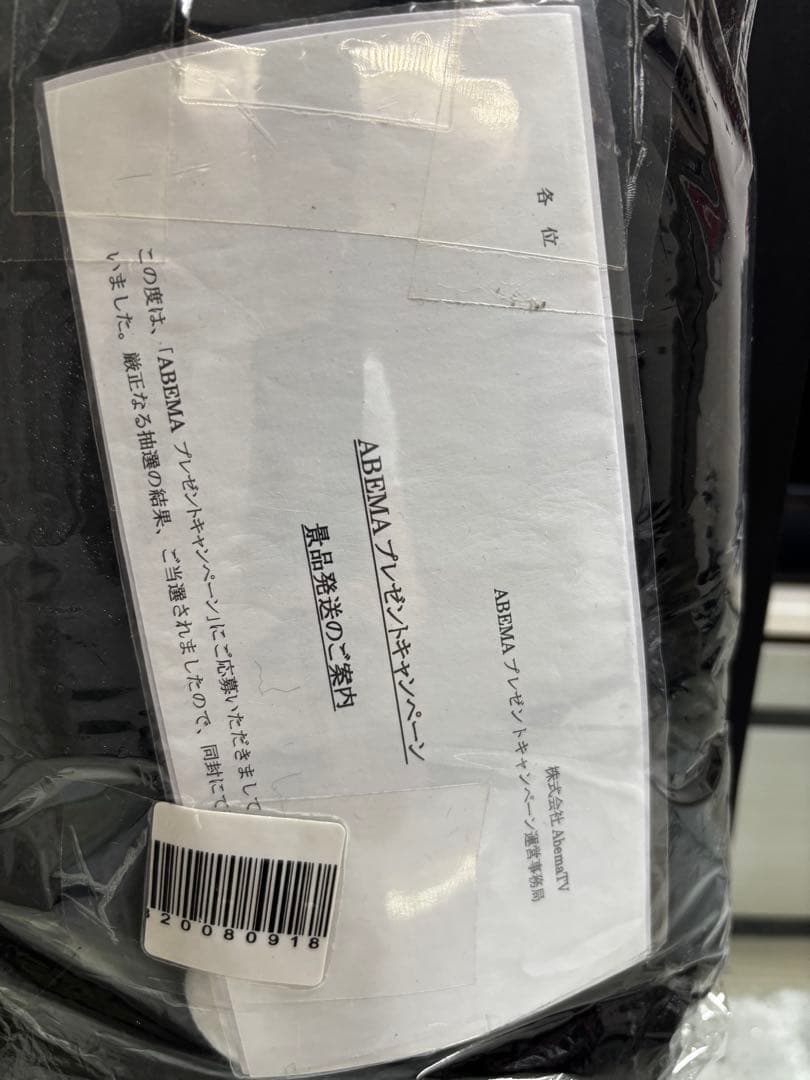 各 位
株式会社 AbemaTV
ABEMA プレゼントキャンペーン運営事務局
ABEMA プレゼントキャンペーン
景品発送のご案内
この度は、「ABEMA プレゼントキャンペーン」にご応募いただきまして
いました。厳正なる抽選の結果、ご当選されましたので、同封にて
20080918